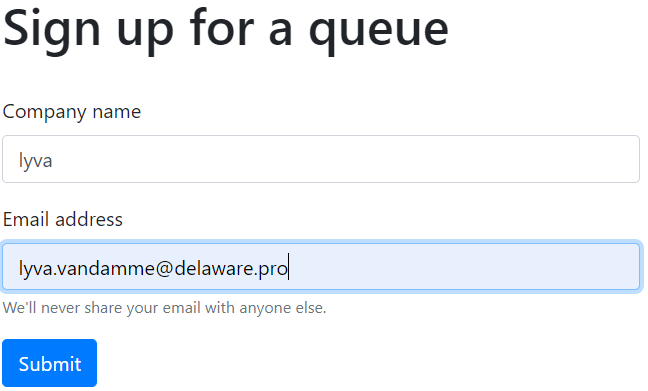 Sign up for a queue
Company name
lyva
Email address
lyva.vandamme@delaware.pro
We'll never share your email with anyone else.
Submit